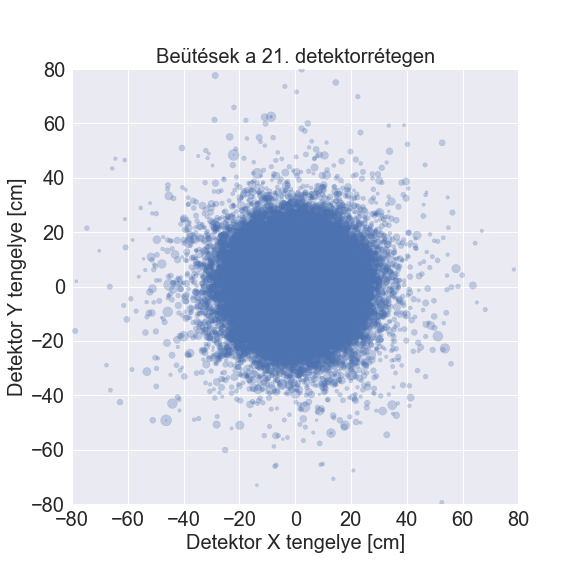 Beütések a 21. detektorrétegen
80
60
40
20
0
−20
−40
−60
−80
Detektor Y tengelye [cm]
−80 −60 −40 −20 0 20 40 60 80
Detektor X tengelye [cm]